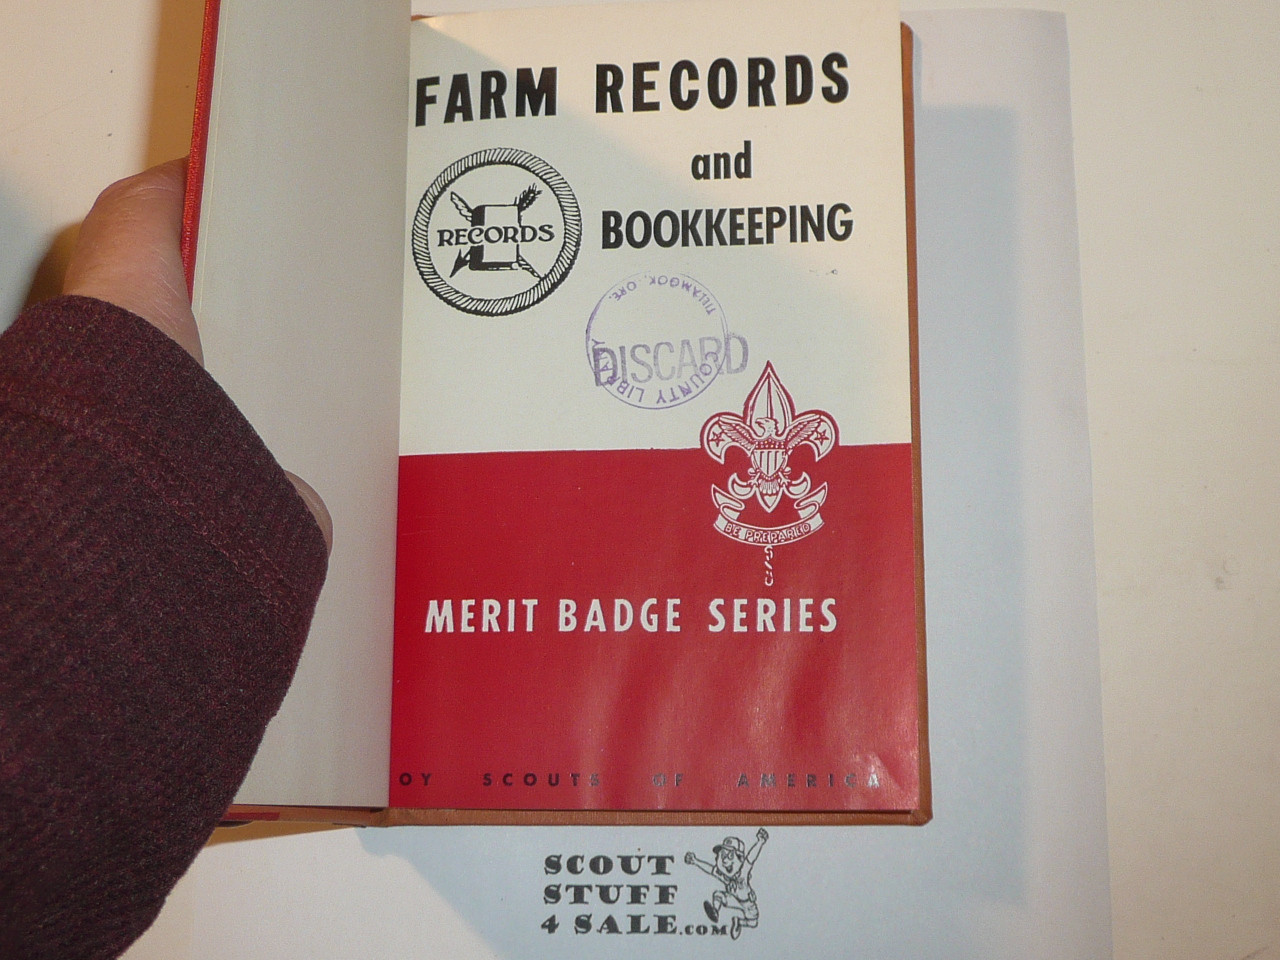 FARM RECORDS
and
BOOKKEEPING
RECORDS
TILLAMOOK, ORE.
COUNTY LIBRARY
DISCARD
BE PREPARED
MERIT BADGE SERIES
OY SCOUTS OF AMERICA
SCOUT
STUFF
4 SALE.COM